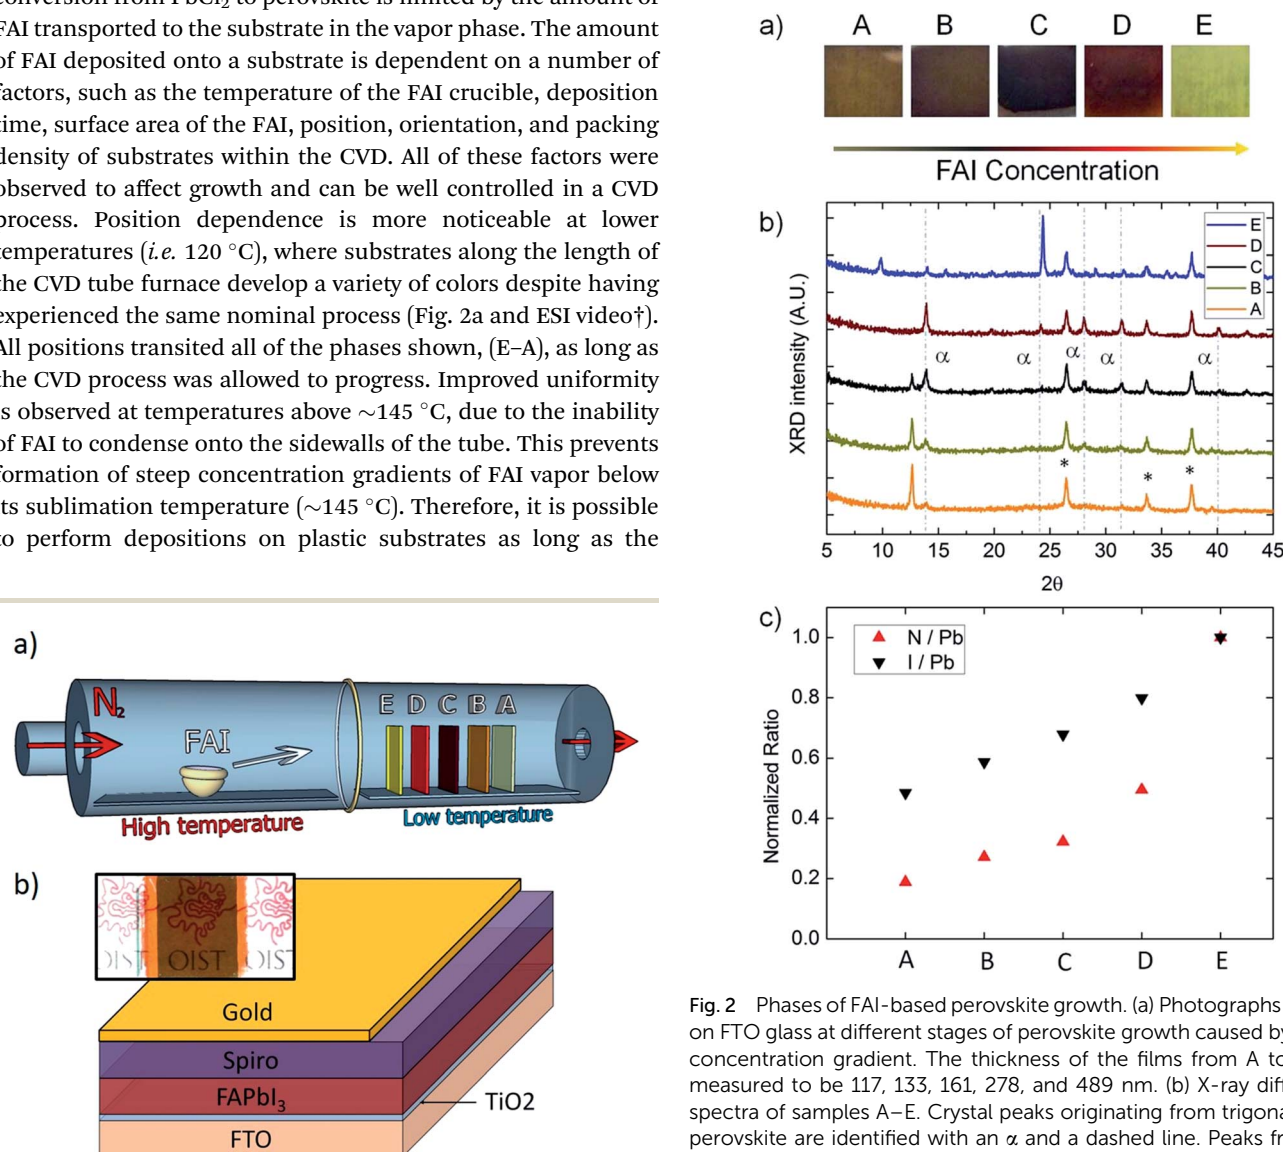 conversion from PbCl₂ to perovskite is limited by the amount of
FAI transported to the substrate in the vapor phase. The amount
of FAI deposited onto a substrate is dependent on a number of
factors, such as the temperature of the FAI crucible, deposition
time, surface area of the FAI, position, orientation, and packing
density of substrates within the CVD. All of these factors were
observed to affect growth and can be well controlled in a CVD
process. Position dependence is more noticeable at lower
temperatures (i.e. 120 °C), where substrates along the length of
the CVD tube furnace develop a variety of colors despite having
experienced the same nominal process (Fig. 2a and ESI video†).
All positions transited all of the phases shown, (E–A), as long as
the CVD process was allowed to progress. Improved uniformity
is observed at temperatures above ∼145 °C, due to the inability
of FAI to condense onto the sidewalls of the tube. This prevents
formation of steep concentration gradients of FAI vapor below
its sublimation temperature (∼145 °C). Therefore, it is possible
to perform depositions on plastic substrates as long as the
a)
N₂
FAI
E D C B A
High temperature
Low temperature
b)
OIST OIST OIST
Gold
Spiro
FAPbI₃
TiO2
FTO
a) A B C D E
FAI Concentration
b)
E
D
C
B
A
α α α α α
* * *
XRD intensity (A.U.)
5 10 15 20 25 30 35 40 45
2θ
c)
N / Pb
I / Pb
1.0
0.8
0.6
0.4
0.2
0.0
Normalized Ratio
A B C D E
Fig. 2 Phases of FAI-based perovskite growth. (a) Photographs
on FTO glass at different stages of perovskite growth caused by
concentration gradient. The thickness of the films from A to
measured to be 117, 133, 161, 278, and 489 nm. (b) X-ray diff
spectra of samples A–E. Crystal peaks originating from trigona
perovskite are identified with an α and a dashed line. Peaks fr